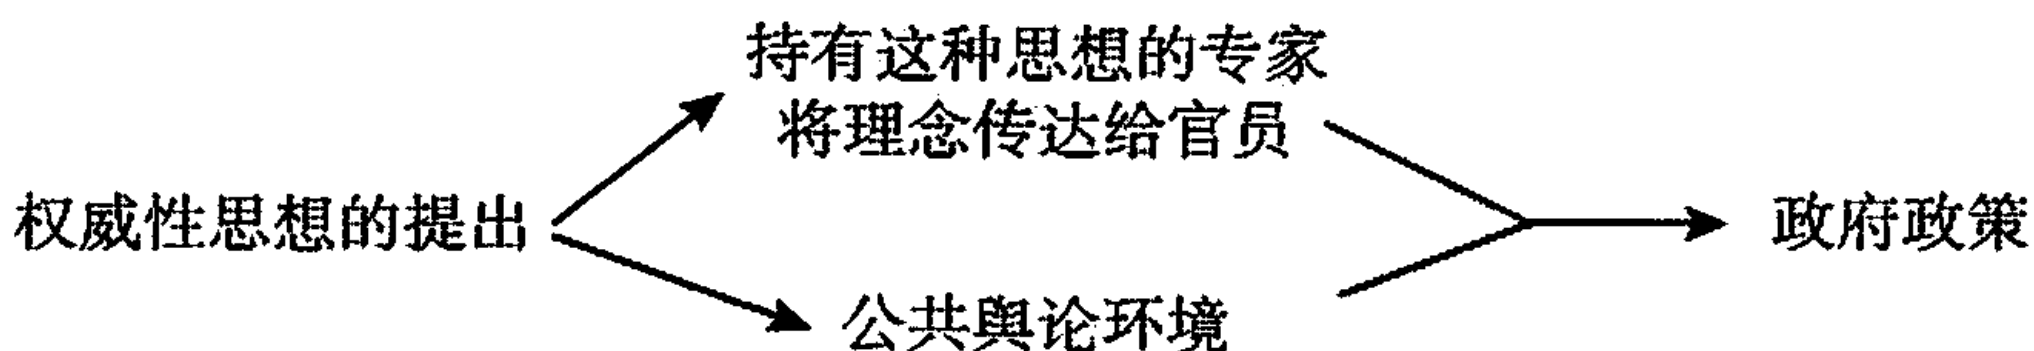 持有这种思想的专家
将理念传达给官员
权威性思想的提出
政府政策
公共舆论环境